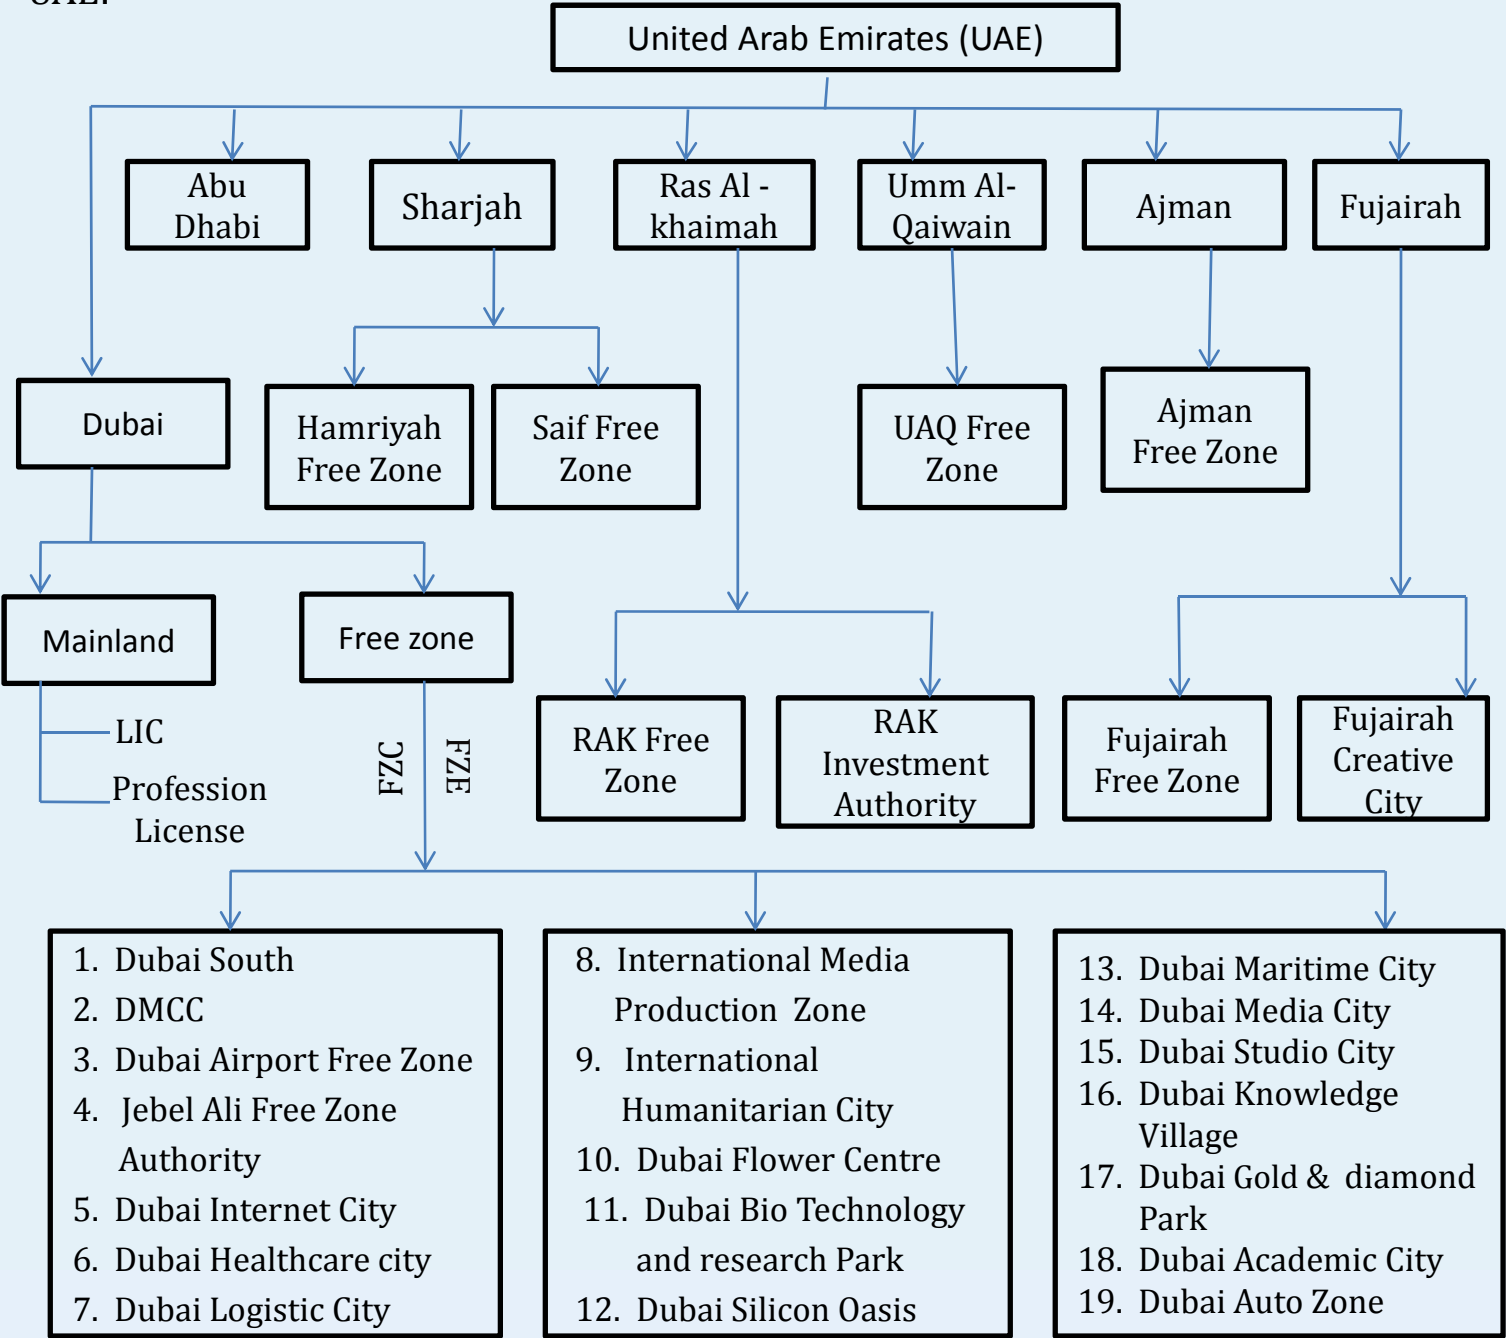 United Arab Emirates (UAE)
Abu
Dhabi
Sharjah
Ras Al -
khaimah
Umm Al-
Qaiwain
Ajman
Fujairah
Dubai
Hamriyah
Free Zone
Saif Free
Zone
UAQ Free
Zone
Ajman
Free Zone
Mainland
Free zone
LIC
Profession
License
FZC
FZE
RAK Free
Zone
RAK
Investment
Authority
Fujairah
Free Zone
Fujairah
Creative
City
1. Dubai South
2. DMCC
3. Dubai Airport Free Zone
4. Jebel Ali Free Zone
Authority
5. Dubai Internet City
6. Dubai Healthcare city
7. Dubai Logistic City
8. International Media
Production Zone
9. International
Humanitarian City
10. Dubai Flower Centre
11. Dubai Bio Technology
and research Park
12. Dubai Silicon Oasis
13. Dubai Maritime City
14. Dubai Media City
15. Dubai Studio City
16. Dubai Knowledge
Village
17. Dubai Gold & diamond
Park
18. Dubai Academic City
19. Dubai Auto Zone